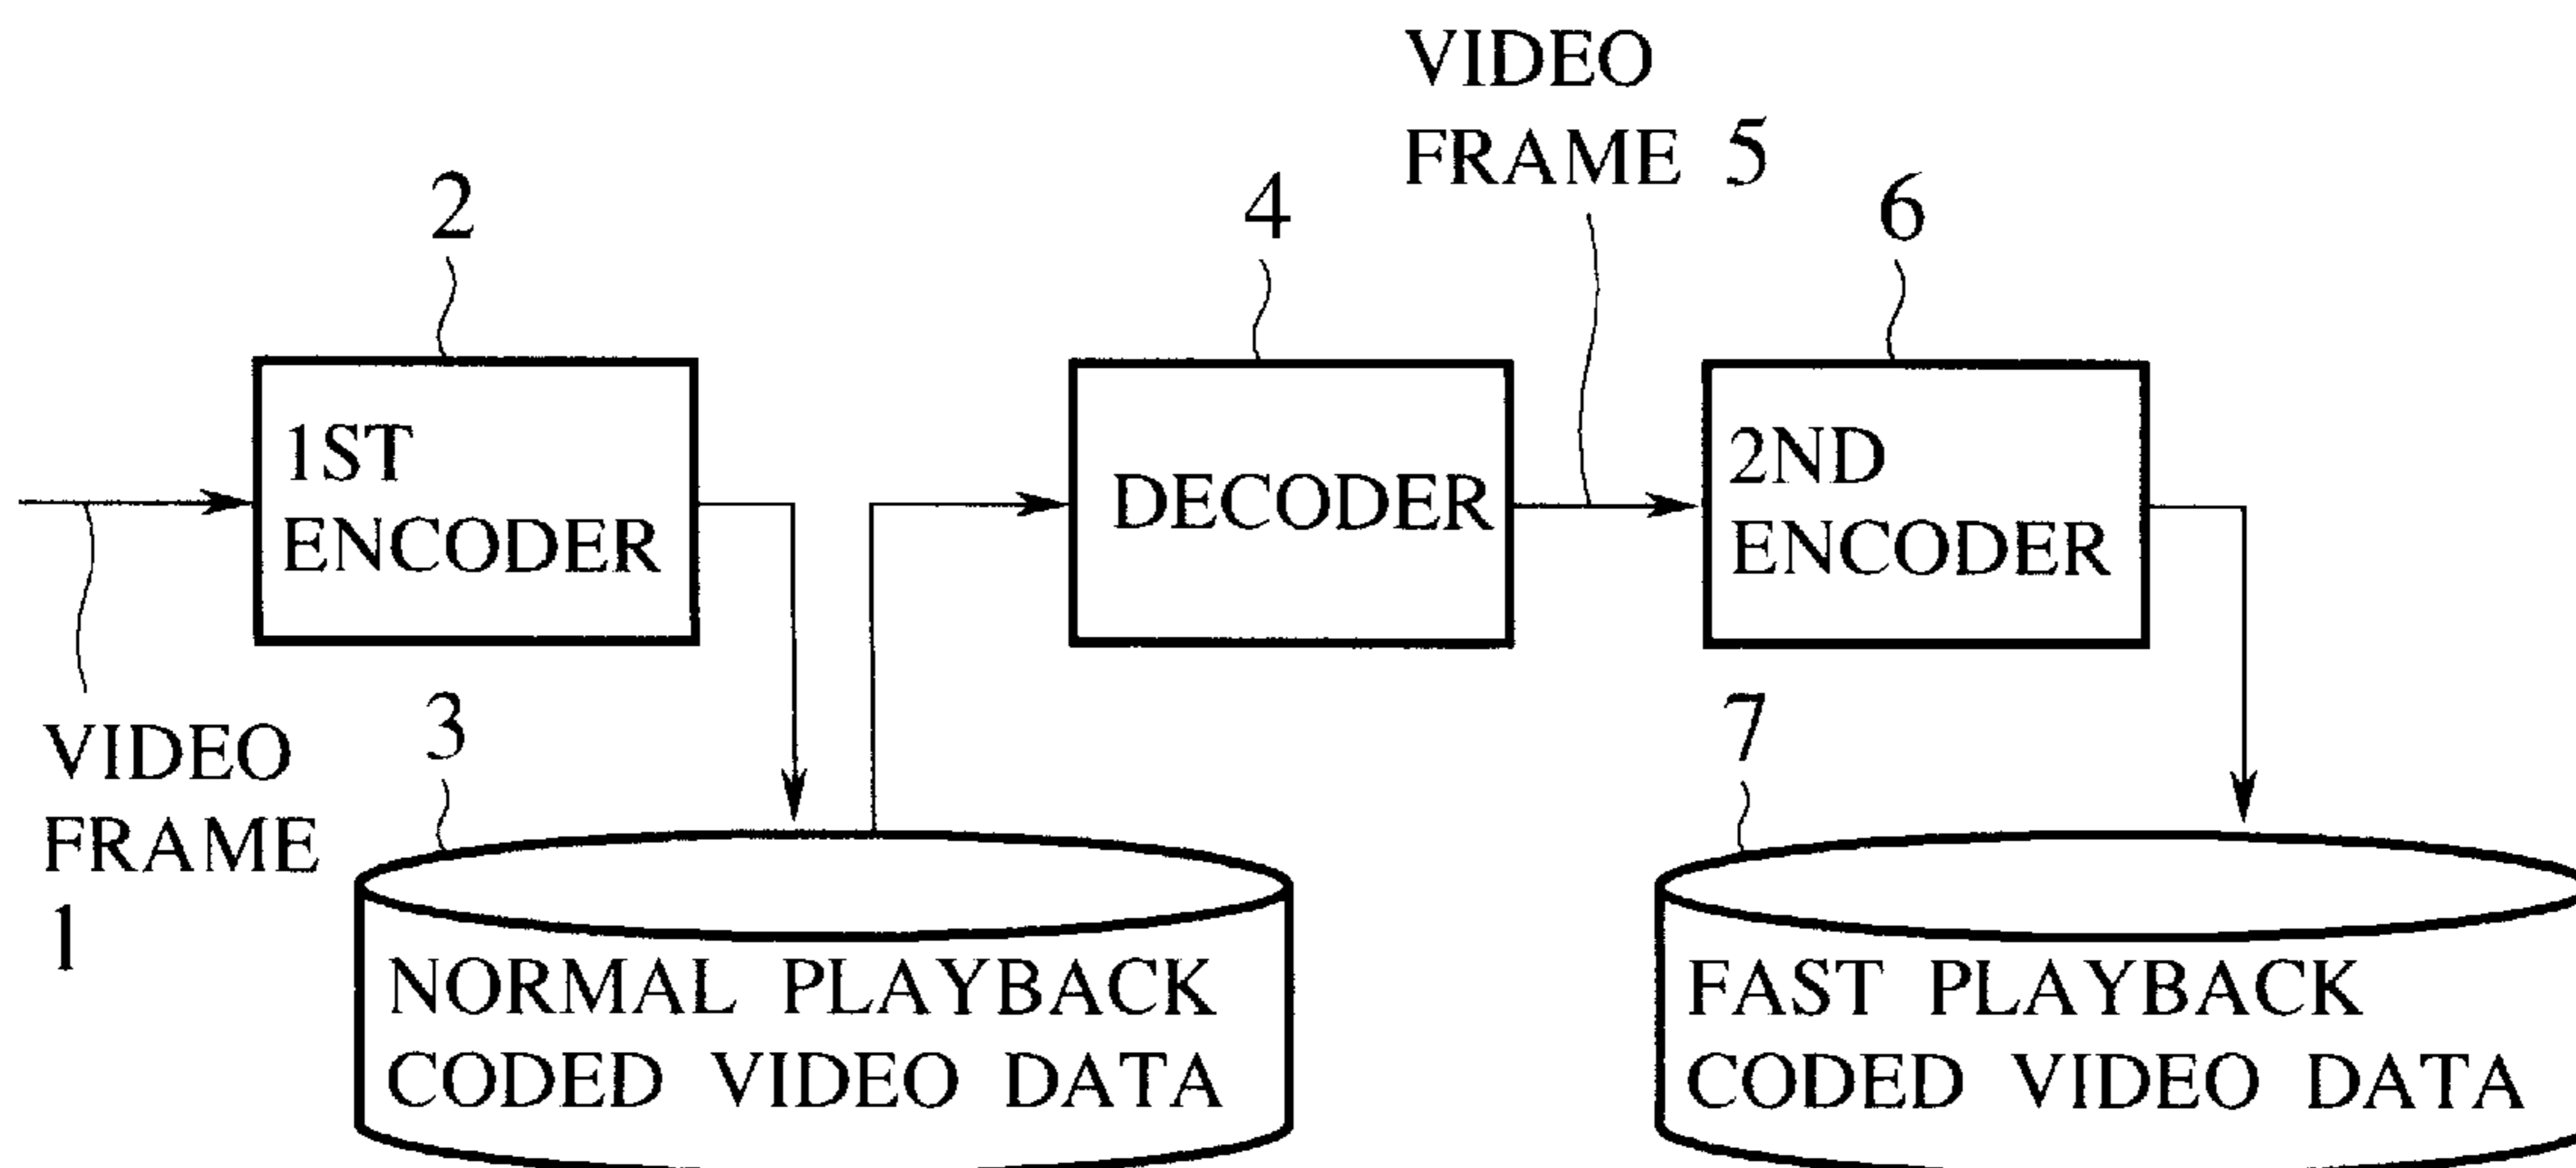 VIDEO
FRAME 5
2
4
6
1ST
ENCODER
DECODER
2ND
ENCODER
VIDEO
FRAME
1
3
7
NORMAL PLAYBACK
CODED VIDEO DATA
FAST PLAYBACK
CODED VIDEO DATA